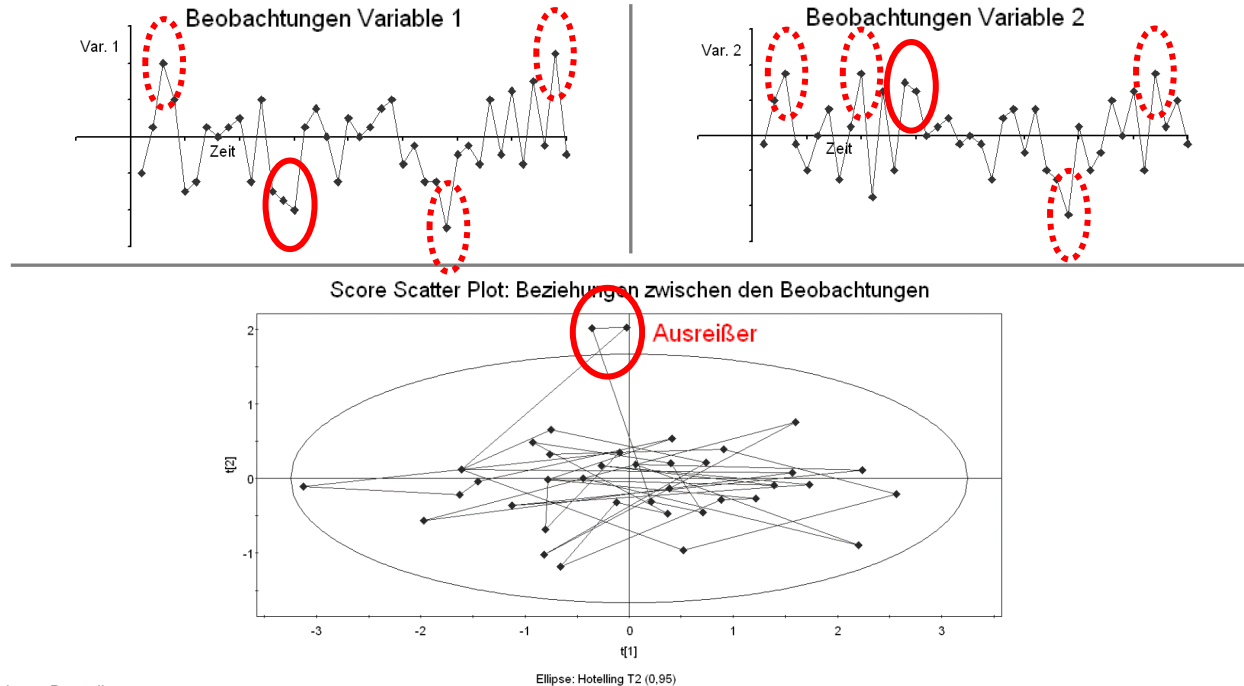 Beobachtungen Variable 1
Var. 1
Zeit
Beobachtungen Variable 2
Var. 2
Zeit
Score Scatter Plot: Beziehungen zwischen den Beobachtungen
Ausreißer
2
1
0
-1
t[2]
-3
-2
-1
0
1
2
3
t[1]
Ellipse: Hotelling T2 (0,95)